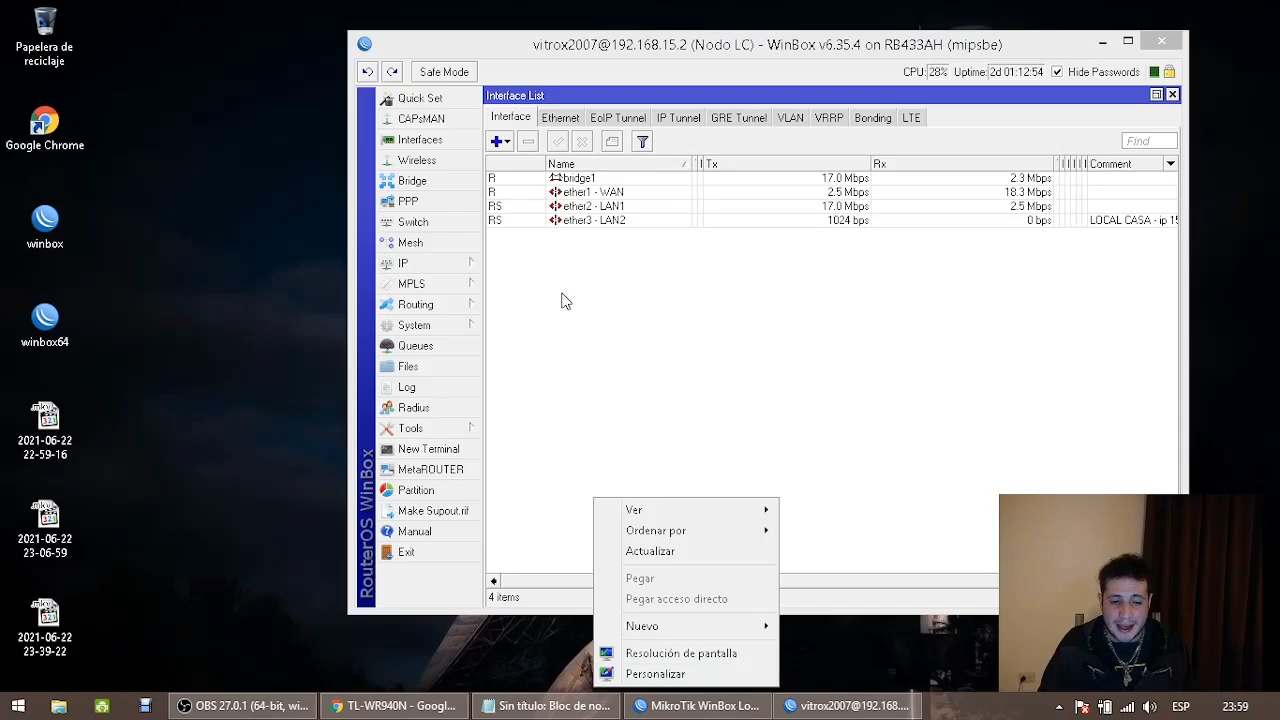 Papelera de
reciclaje
Google Chrome
winbox
winbox64
2021-06-22
22-59-16
2021-06-22
23-06-59
2021-06-22
23-39-22
vitrox2007@192.168.15.2 (Nodo LC) - WinBox v6.35.4 on RB433AH (mipsbe)
Safe Mode
CPU: 28% Uptime: 2d 01:12:54 Hide Passwords
Quick Set
CAPsMAN
Interfaces
Wireless
Bridge
PPP
Switch
Mesh
IP
MPLS
Routing
System
Queues
Files
Log
Radius
Tools
New Terminal
MetaROUTER
Partition
Make Supout.rif
Manual
Exit
RouterOS WinBox
Interface List
Interface Ethernet EoIP Tunnel IP Tunnel GRE Tunnel VLAN VRRP Bonding LTE
Find
Name Tx Rx Comment
R bridge1 17.0 Mbps 2.3 Mbps
R ether1 - WAN 2.5 Mbps 18.3 Mbps
RS ether2 - LAN1 17.0 Mbps 2.5 Mbps
RS ether3 - LAN2 1024 bps 0 bps LOCAL CASA - ip 15
4 items
Ver
Ordenar por
Actualizar
Pegar
Pegar acceso directo
Nuevo
Resolución de pantalla
Personalizar
OBS 27.0.1 (64-bit, wi...
TL-WR940N - Googl...
Sin título: Bloc de no...
MikroTik WinBox Lo...
vitrox2007@192.168....
ESP
23:59